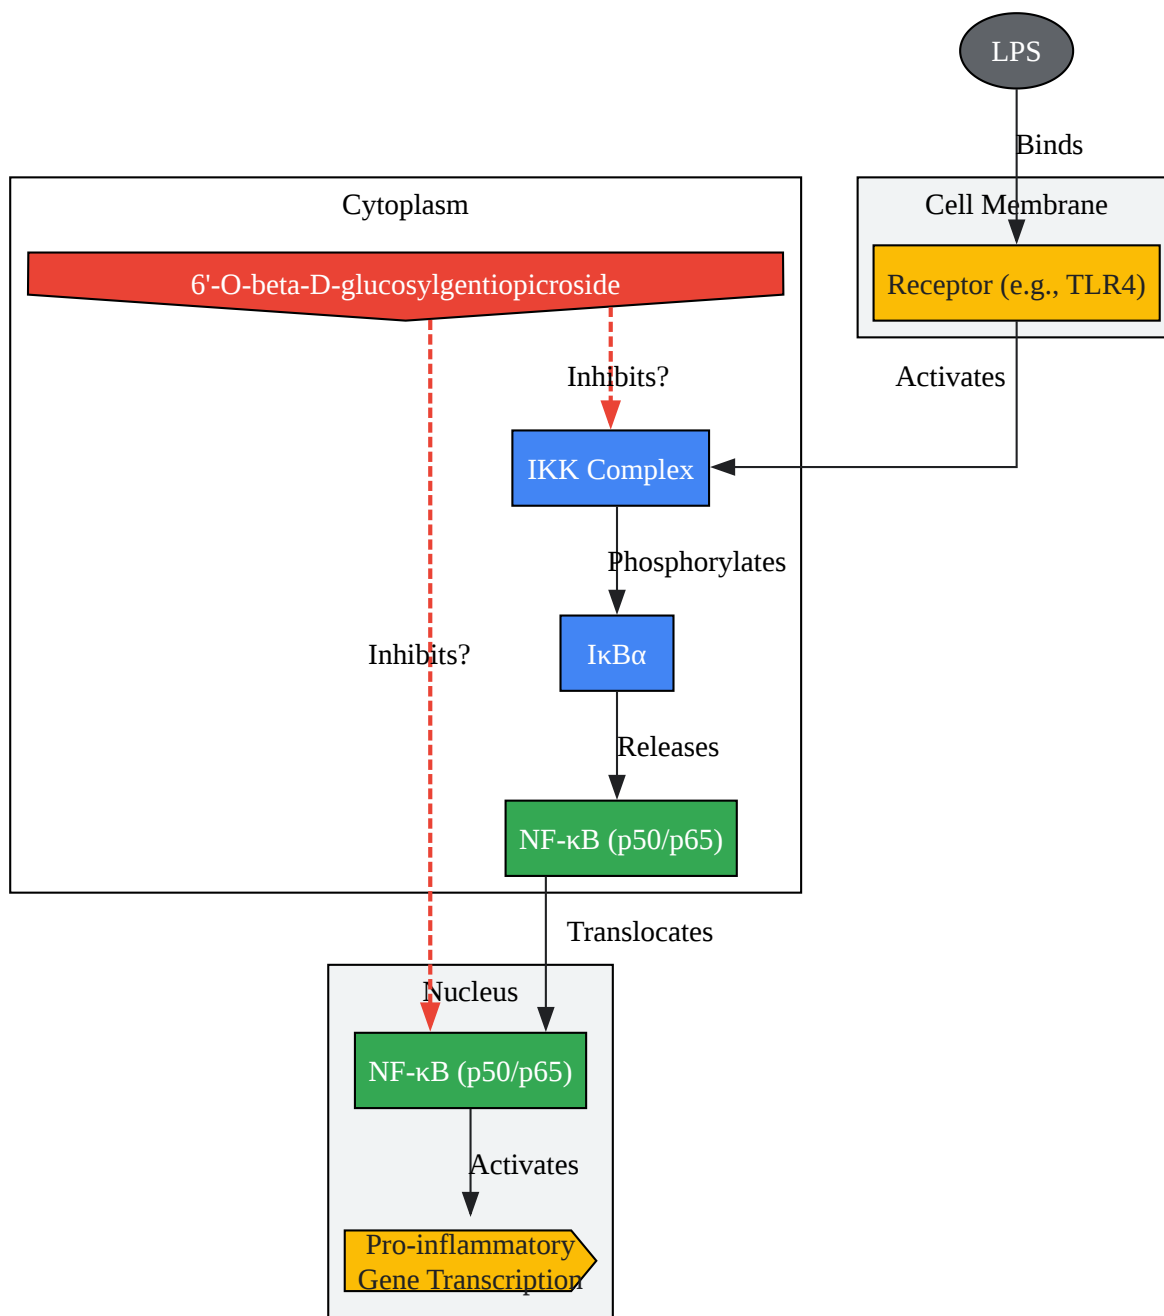 LPS
Binds
Cytoplasm
Cell Membrane
6'-O-beta-D-glucosylgentiopicroside
Receptor (e.g., TLR4)
Inhibits?
Activates
IKK Complex
Phosphorylates
Inhibits?
IκBα
Releases
NF-κB (p50/p65)
Translocates
Nucleus
NF-κB (p50/p65)
Activates
Pro-inflammatory
Gene Transcription